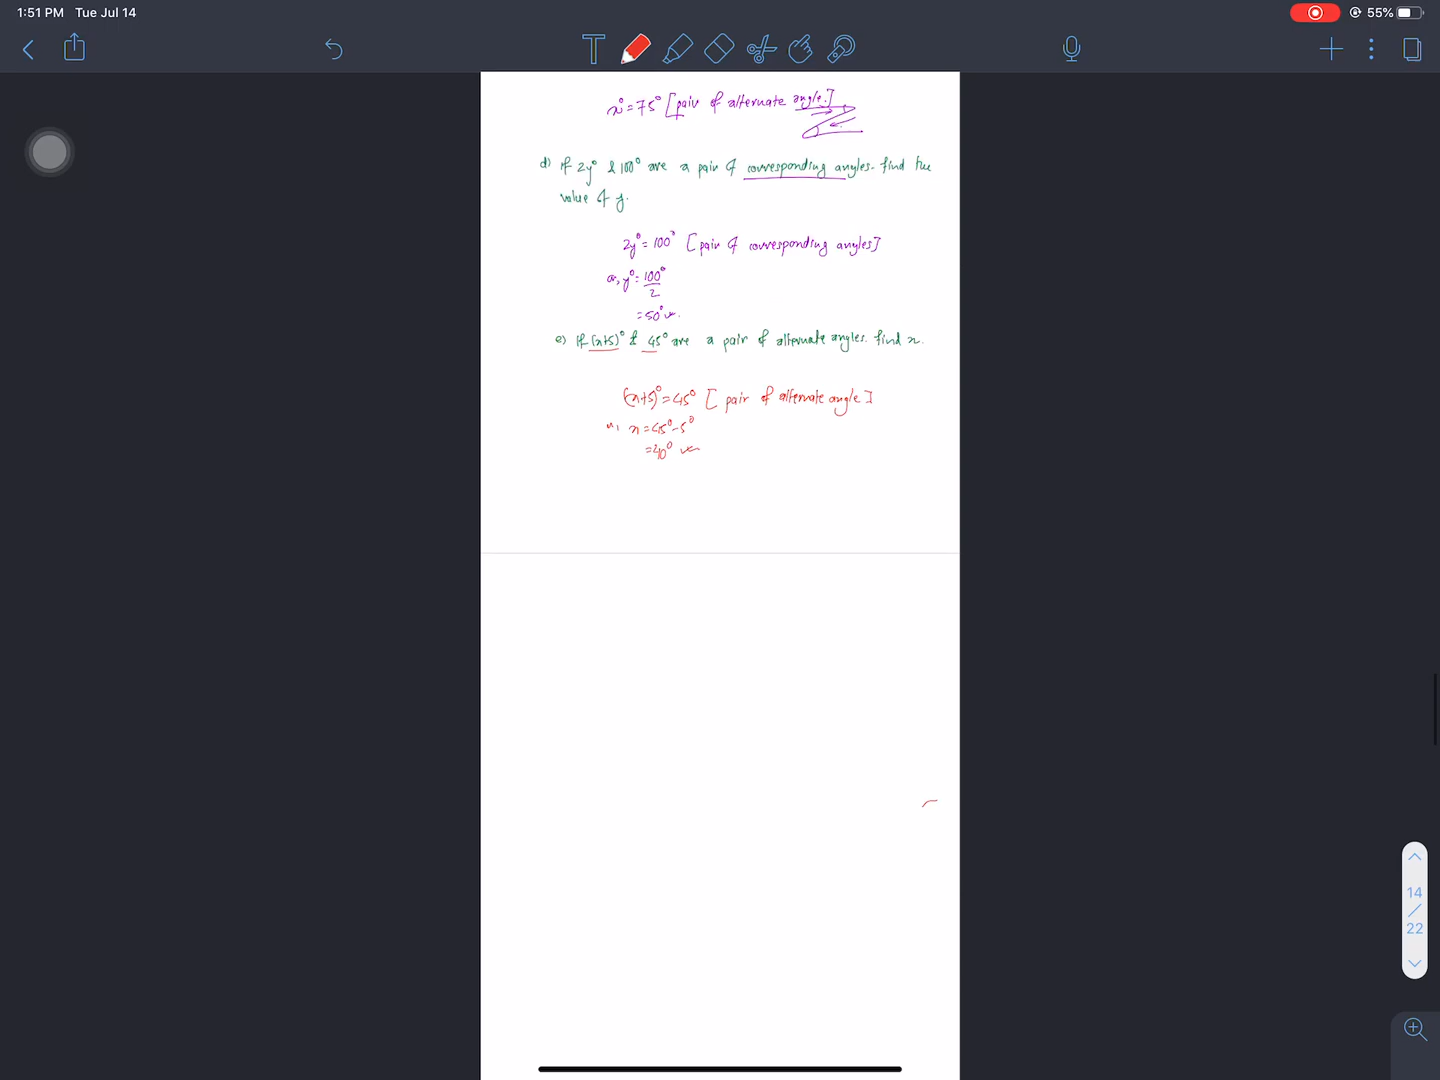 1:51 PM Tue Jul 14
55%
x° = 75° [pair of alternate angle.]
d) If 2y° & 100° are a pair of corresponding angles. find the
value of y.
2y° = 100° [pair of corresponding angles]
or, y° = 100°
2
= 50°
e) If (x+5)° & 45° are a pair of alternate angles. find x.
(x+5)° = 45° [pair of alternate angle]
or, x = 45° - 5°
= 40°
14
/
22